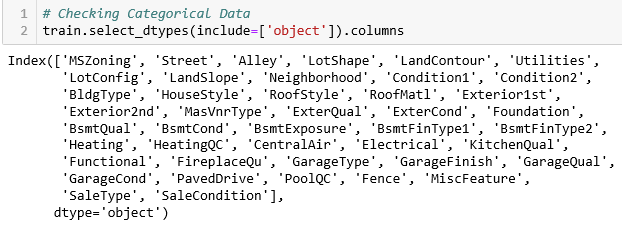 1 # Checking Categorical Data
2 train.select_dtypes(include=['object']).columns
Index(['MSZoning', 'Street', 'Alley', 'LotShape', 'LandContour', 'Utilities',
'LotConfig', 'LandSlope', 'Neighborhood', 'Condition1', 'Condition2',
'BldgType', 'HouseStyle', 'RoofStyle', 'RoofMatl', 'Exterior1st',
'Exterior2nd', 'MasVnrType', 'ExterQual', 'ExterCond', 'Foundation',
'BsmtQual', 'BsmtCond', 'BsmtExposure', 'BsmtFinType1', 'BsmtFinType2',
'Heating', 'HeatingQC', 'CentralAir', 'Electrical', 'KitchenQual',
'Functional', 'FireplaceQu', 'GarageType', 'GarageFinish', 'GarageQual',
'GarageCond', 'PavedDrive', 'PoolQC', 'Fence', 'MiscFeature',
'SaleType', 'SaleCondition'],
dtype='object')